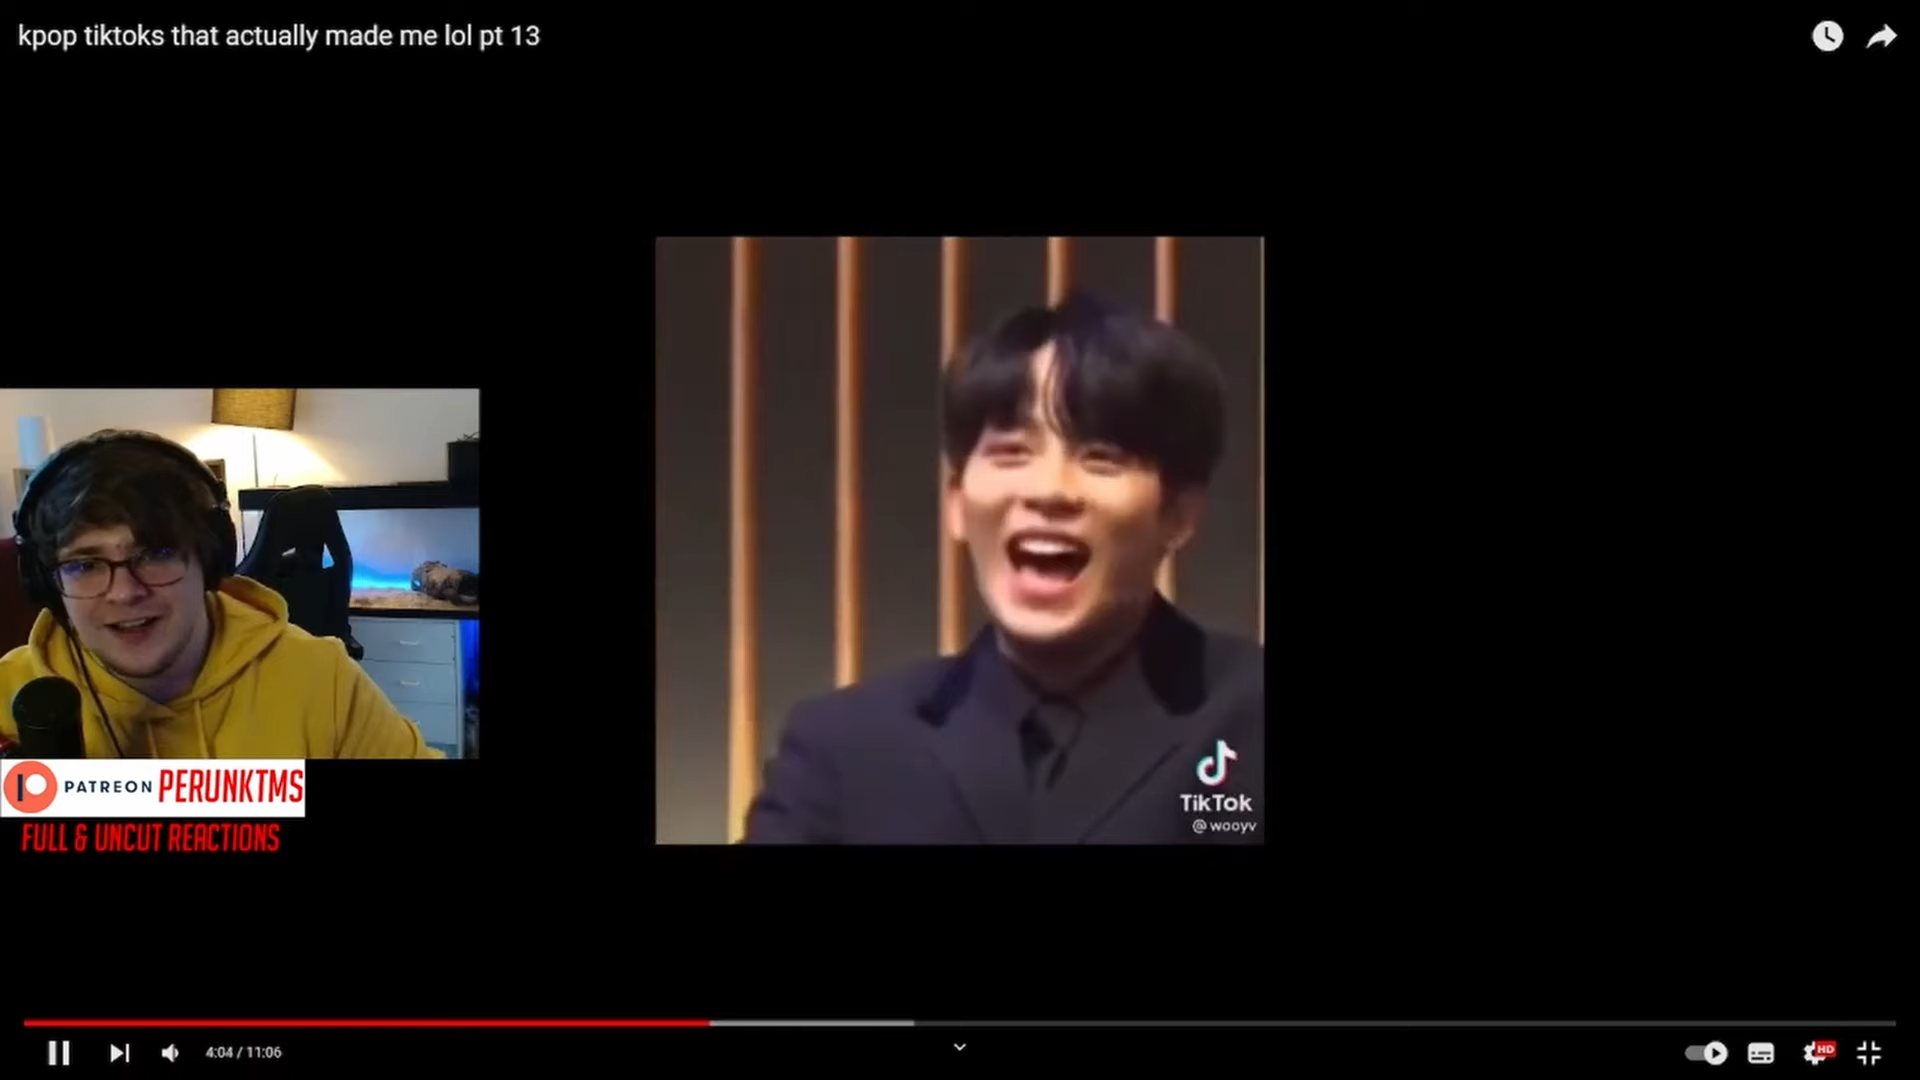 kpop tiktoks that actually made me lol pt 13
PATREON PERUNKTMS
FULL & UNCUT REACTIONS
TikTok
@wooyv
4:04 / 11:06
HD